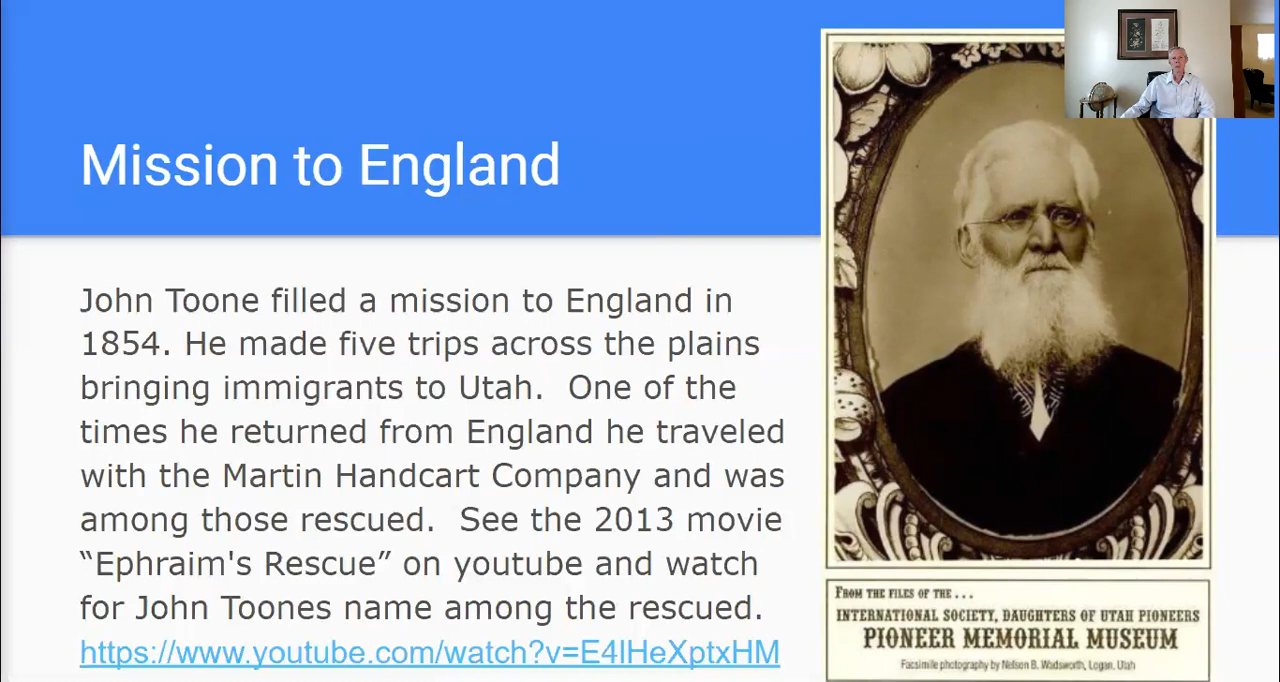 Mission to England
John Toone filled a mission to England in
1854. He made five trips across the plains
bringing immigrants to Utah.  One of the
times he returned from England he traveled
with the Martin Handcart Company and was
among those rescued.  See the 2013 movie
“Ephraim's Rescue” on youtube and watch
for John Toones name among the rescued.
https://www.youtube.com/watch?v=E4lHeXptxHM
FROM THE FILES OF THE . . .
INTERNATIONAL SOCIETY, DAUGHTERS OF UTAH PIONEERS
PIONEER MEMORIAL MUSEUM
Facsimile photography by Nelson B. Wadsworth, Logan, Utah